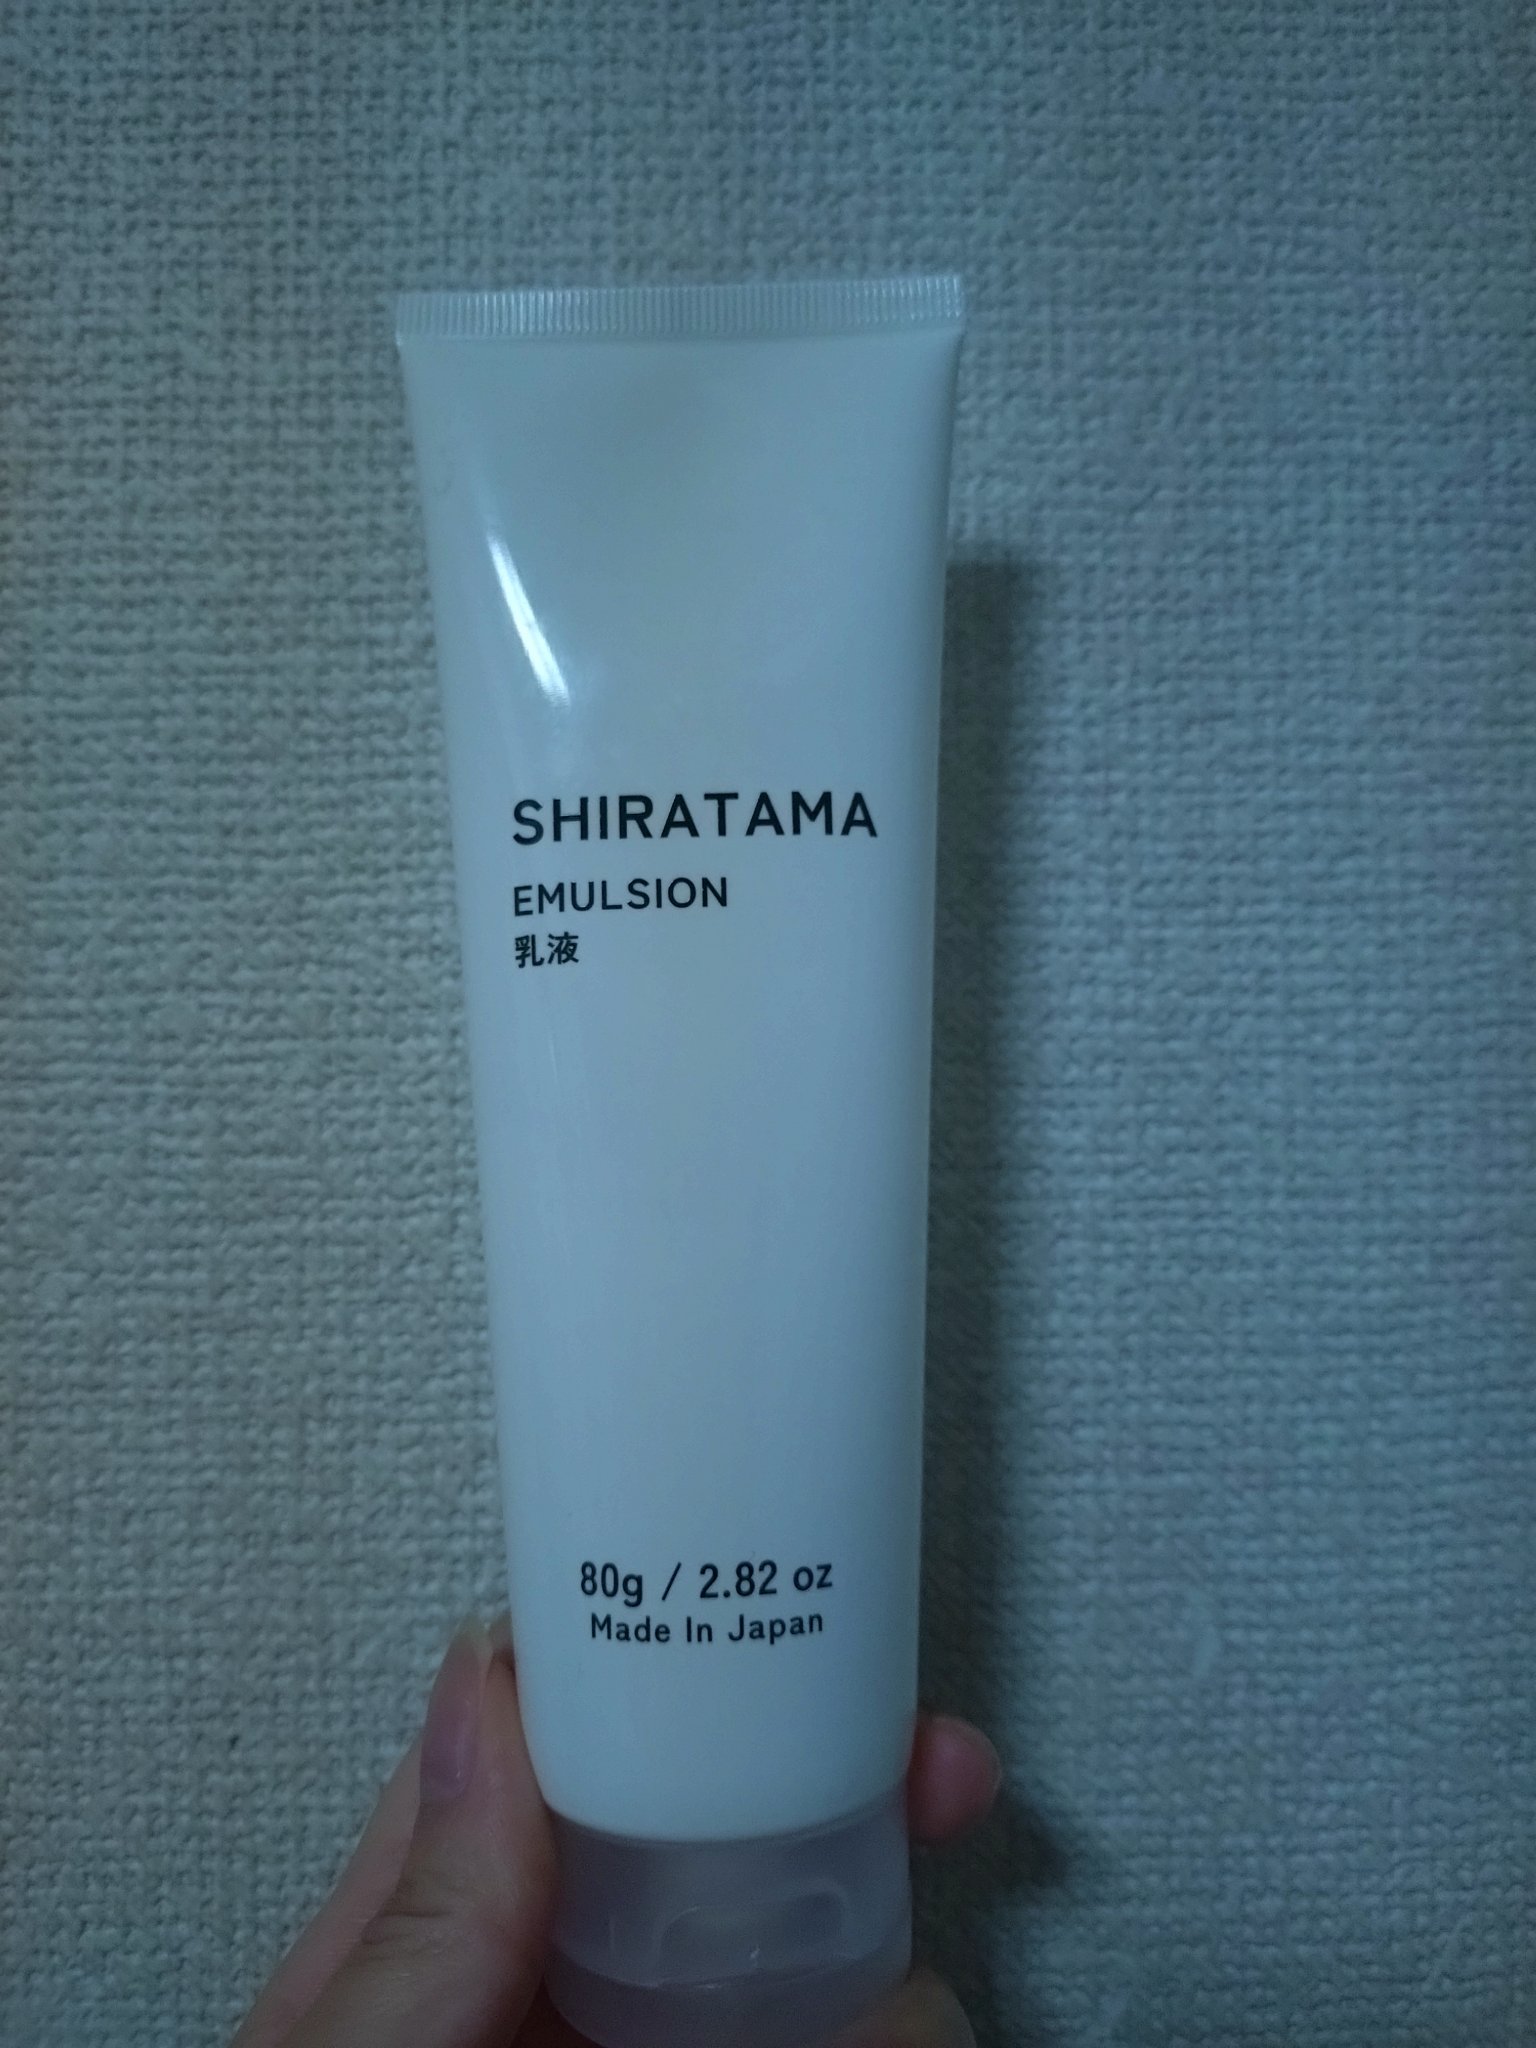 SHIRATAMA
EMULSION
乳液
80g / 2.82 oz
Made In Japan